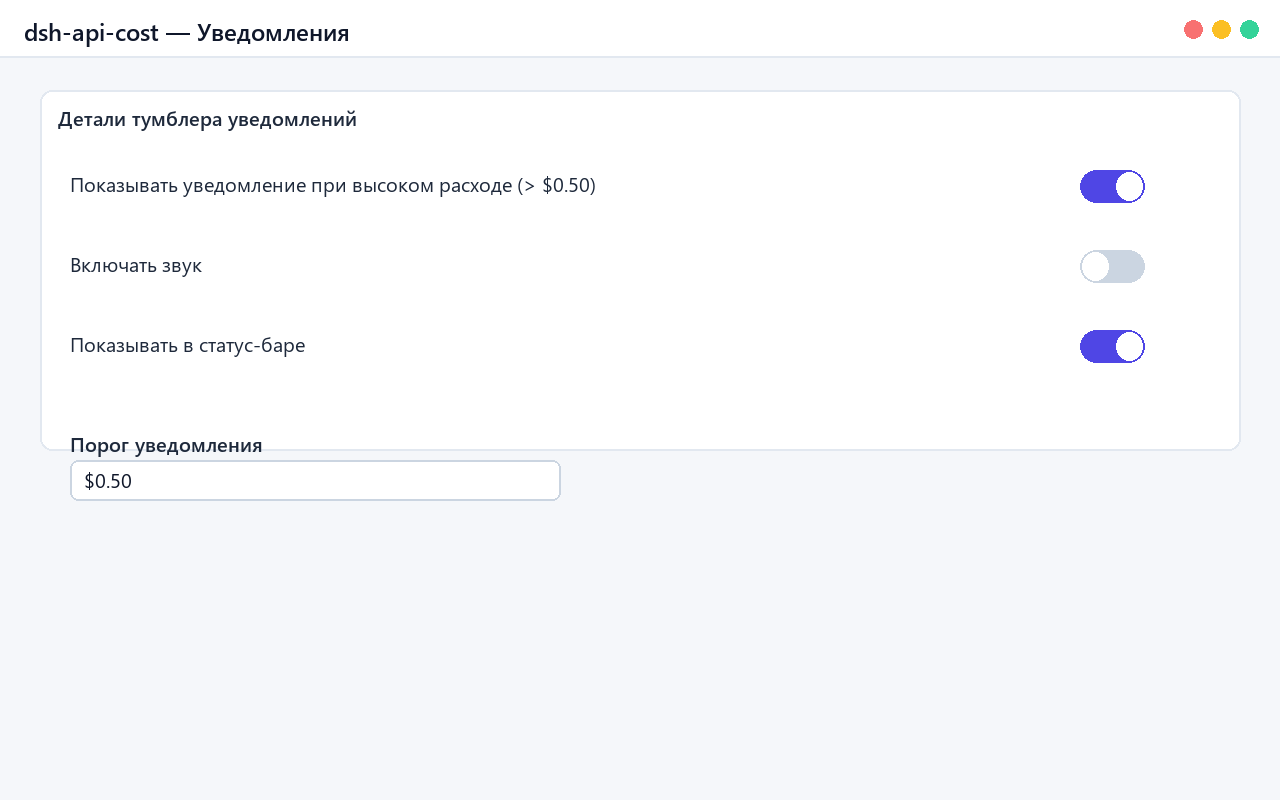 dsh-api-cost — Уведомления
Детали тумблера уведомлений
Показывать уведомление при высоком расходе (> $0.50)
Включать звук
Показывать в статус-баре
Порог уведомления
$0.50